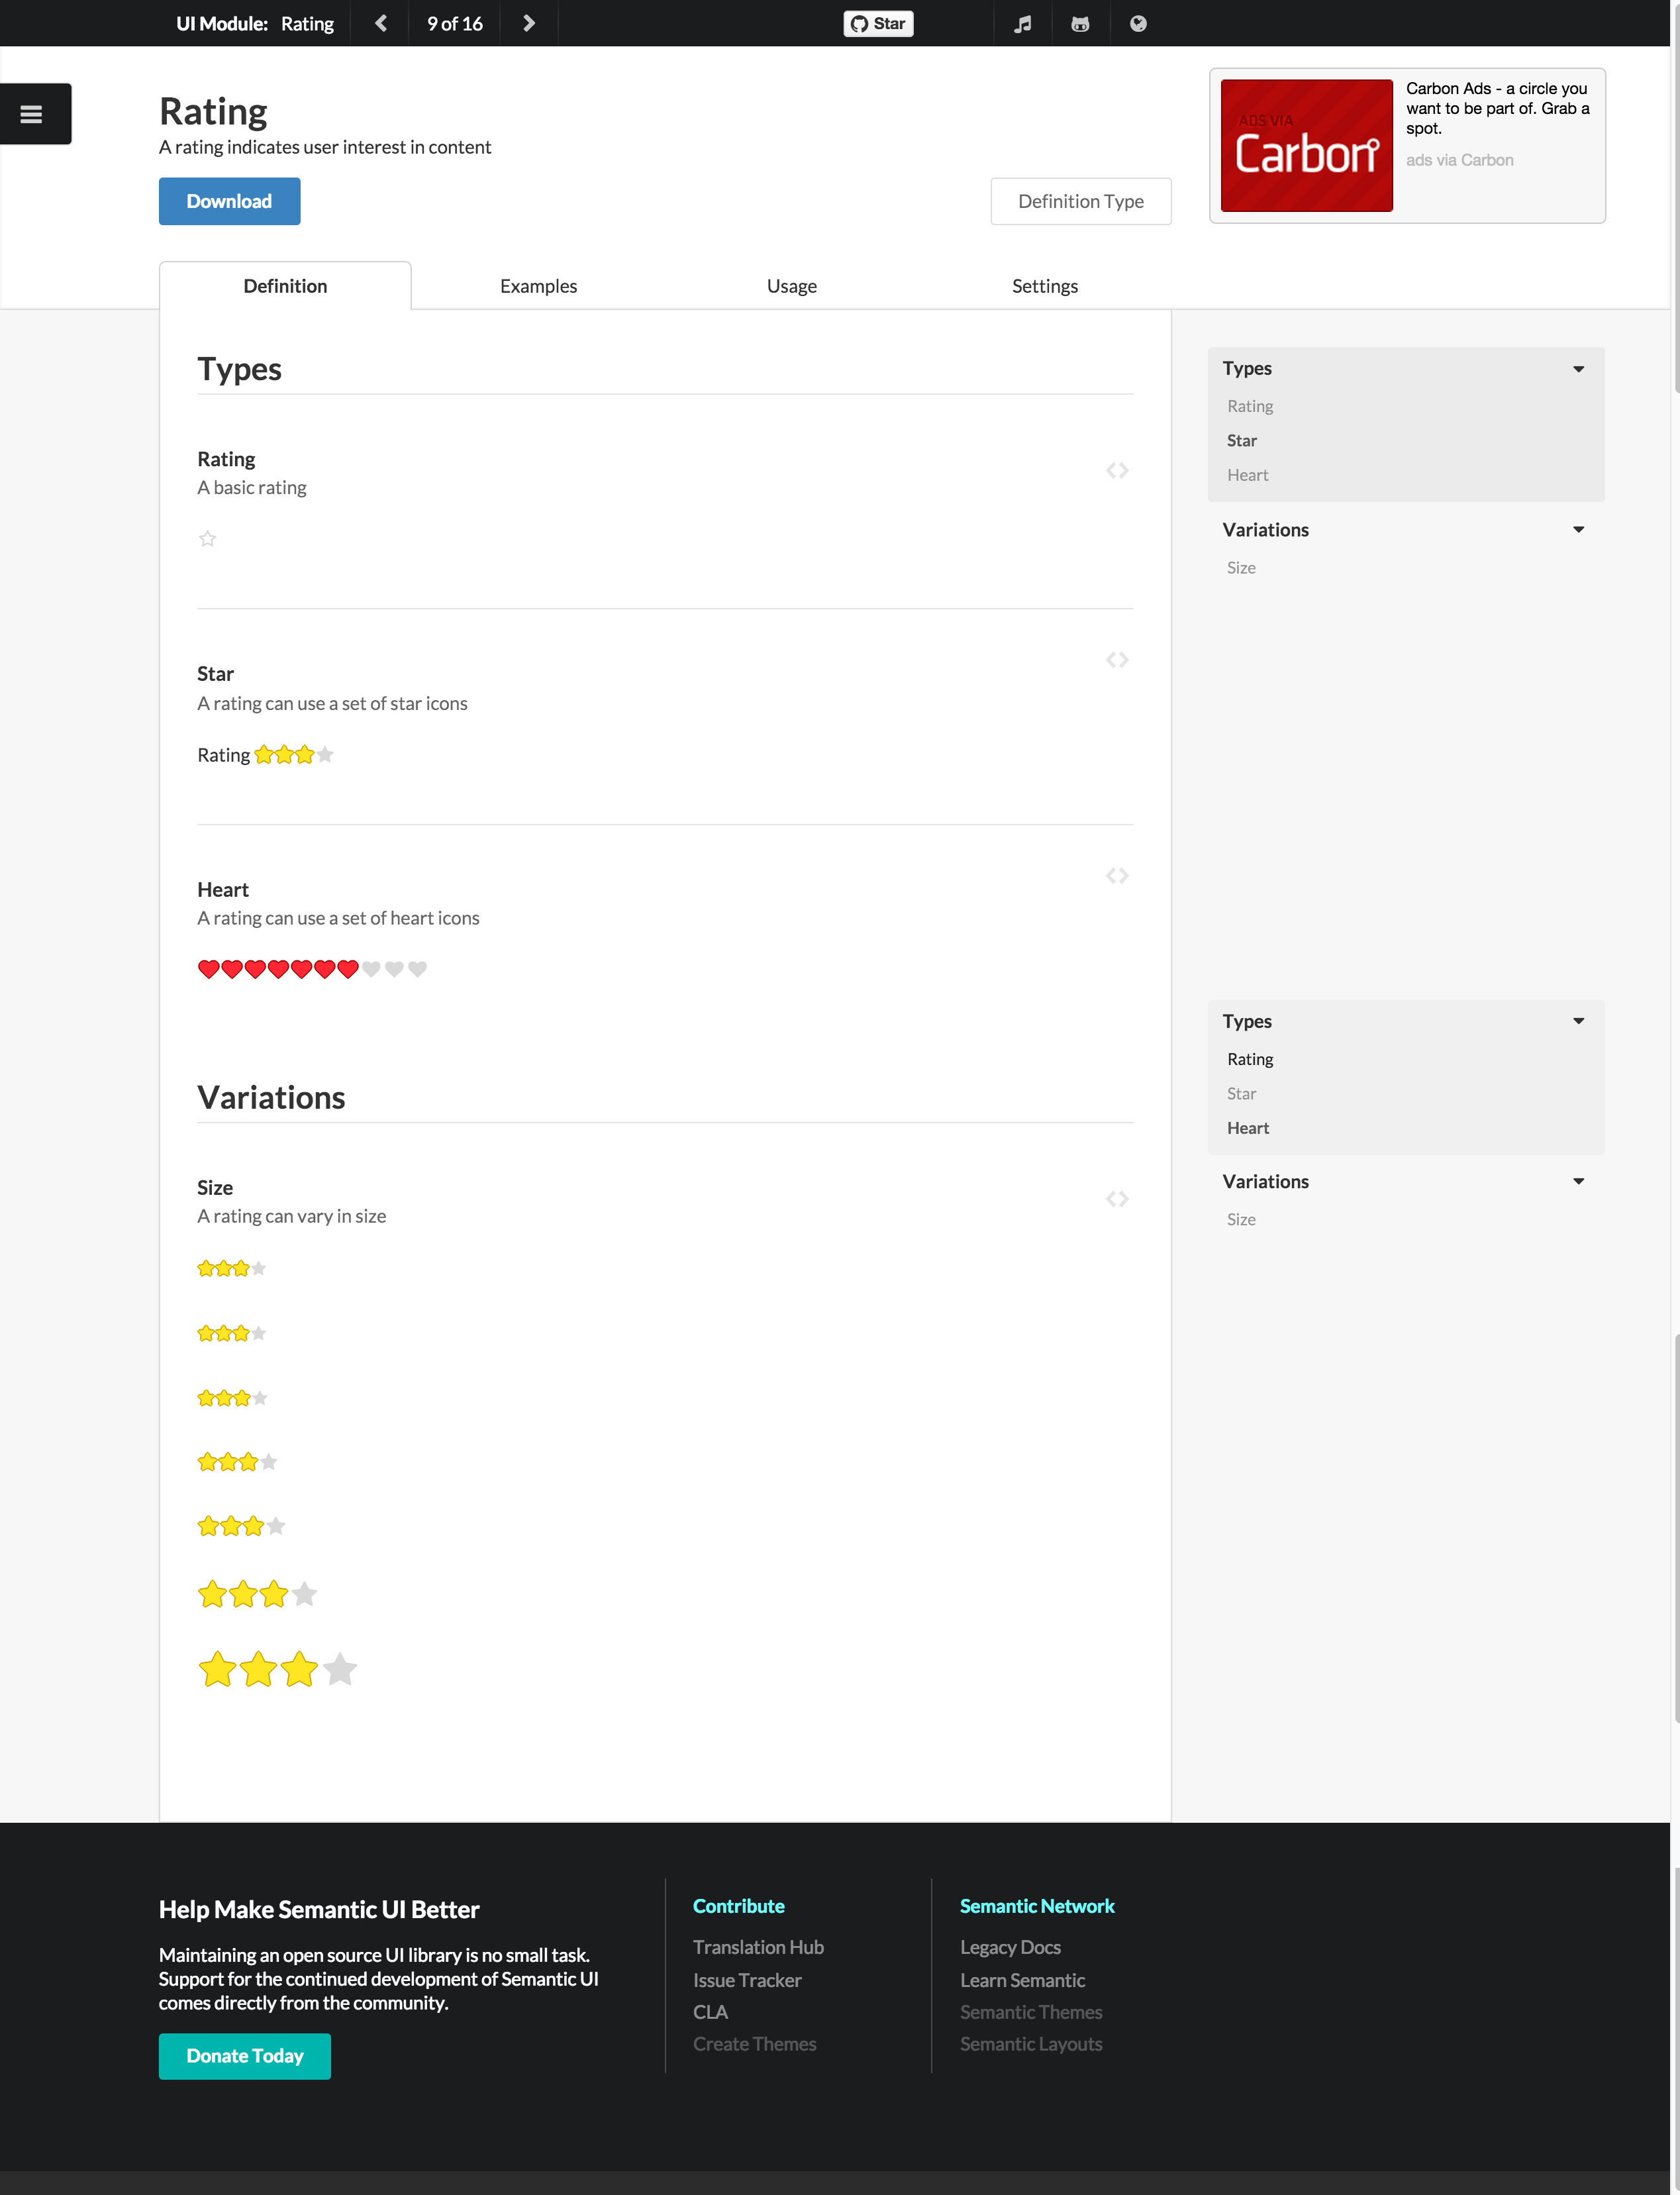 UI Module: Rating
9 of 16
Star
Rating
A rating indicates user interest in content
Download
Definition Type
ADS VIA
Carbon
Carbon Ads - a circle you
want to be part of. Grab a
spot.
ads via Carbon
Definition
Examples
Usage
Settings
Types
Rating
A basic rating
Star
A rating can use a set of star icons
Rating
Heart
A rating can use a set of heart icons
Variations
Size
A rating can vary in size
Types
Rating
Star
Heart
Variations
Size
Types
Rating
Star
Heart
Variations
Size
Help Make Semantic UI Better
Maintaining an open source UI library is no small task.
Support for the continued development of Semantic UI
comes directly from the community.
Donate Today
Contribute
Translation Hub
Issue Tracker
CLA
Create Themes
Semantic Network
Legacy Docs
Learn Semantic
Semantic Themes
Semantic Layouts